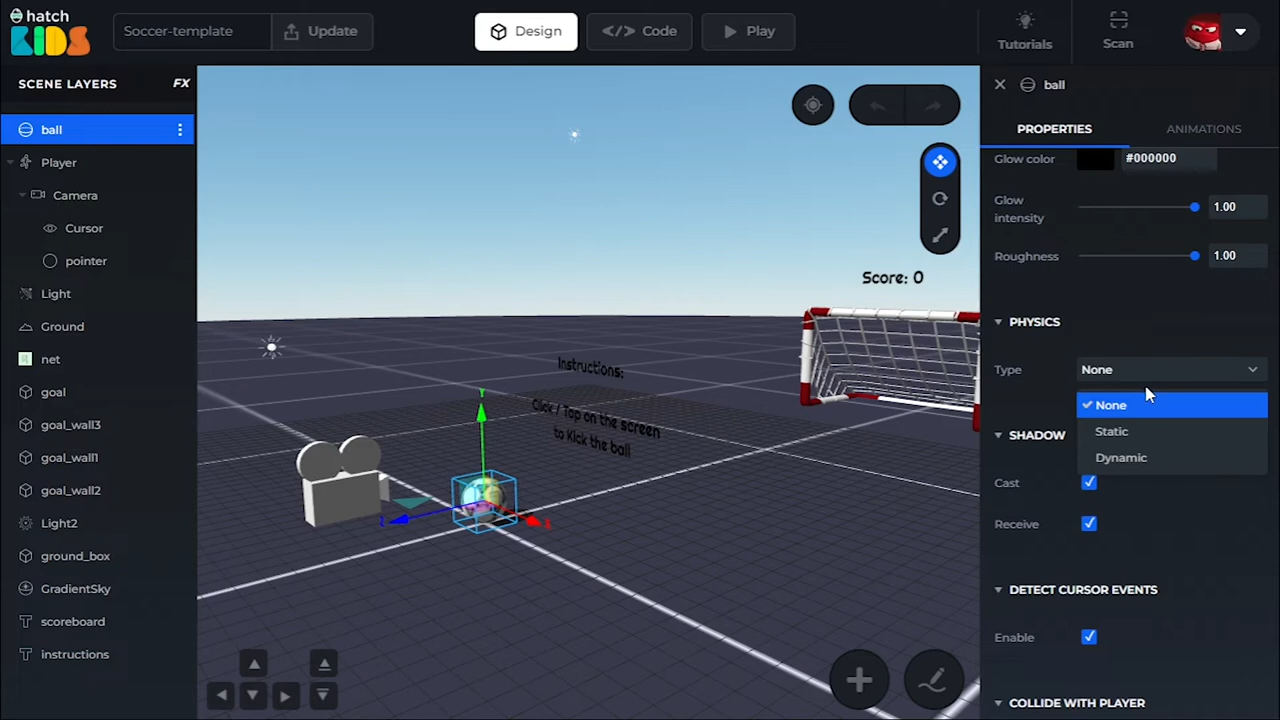 hatch
KIDS
Soccer-template
Update
Design
</> Code
Play
Tutorials
Scan
SCENE LAYERS
FX
ball
Player
Camera
Cursor
pointer
Light
Ground
net
goal
goal_wall3
goal_wall1
goal_wall2
Light2
ground_box
GradientSky
scoreboard
instructions
Score: 0
Instructions:
Click / Tap on the screen
to Kick the ball
Y
Z
X
ball
PROPERTIES
ANIMATIONS
Glow color
#000000
Glow
intensity
1.00
Roughness
1.00
PHYSICS
Type
None
None
Static
Dynamic
SHADOW
Cast
Receive
DETECT CURSOR EVENTS
Enable
COLLIDE WITH PLAYER